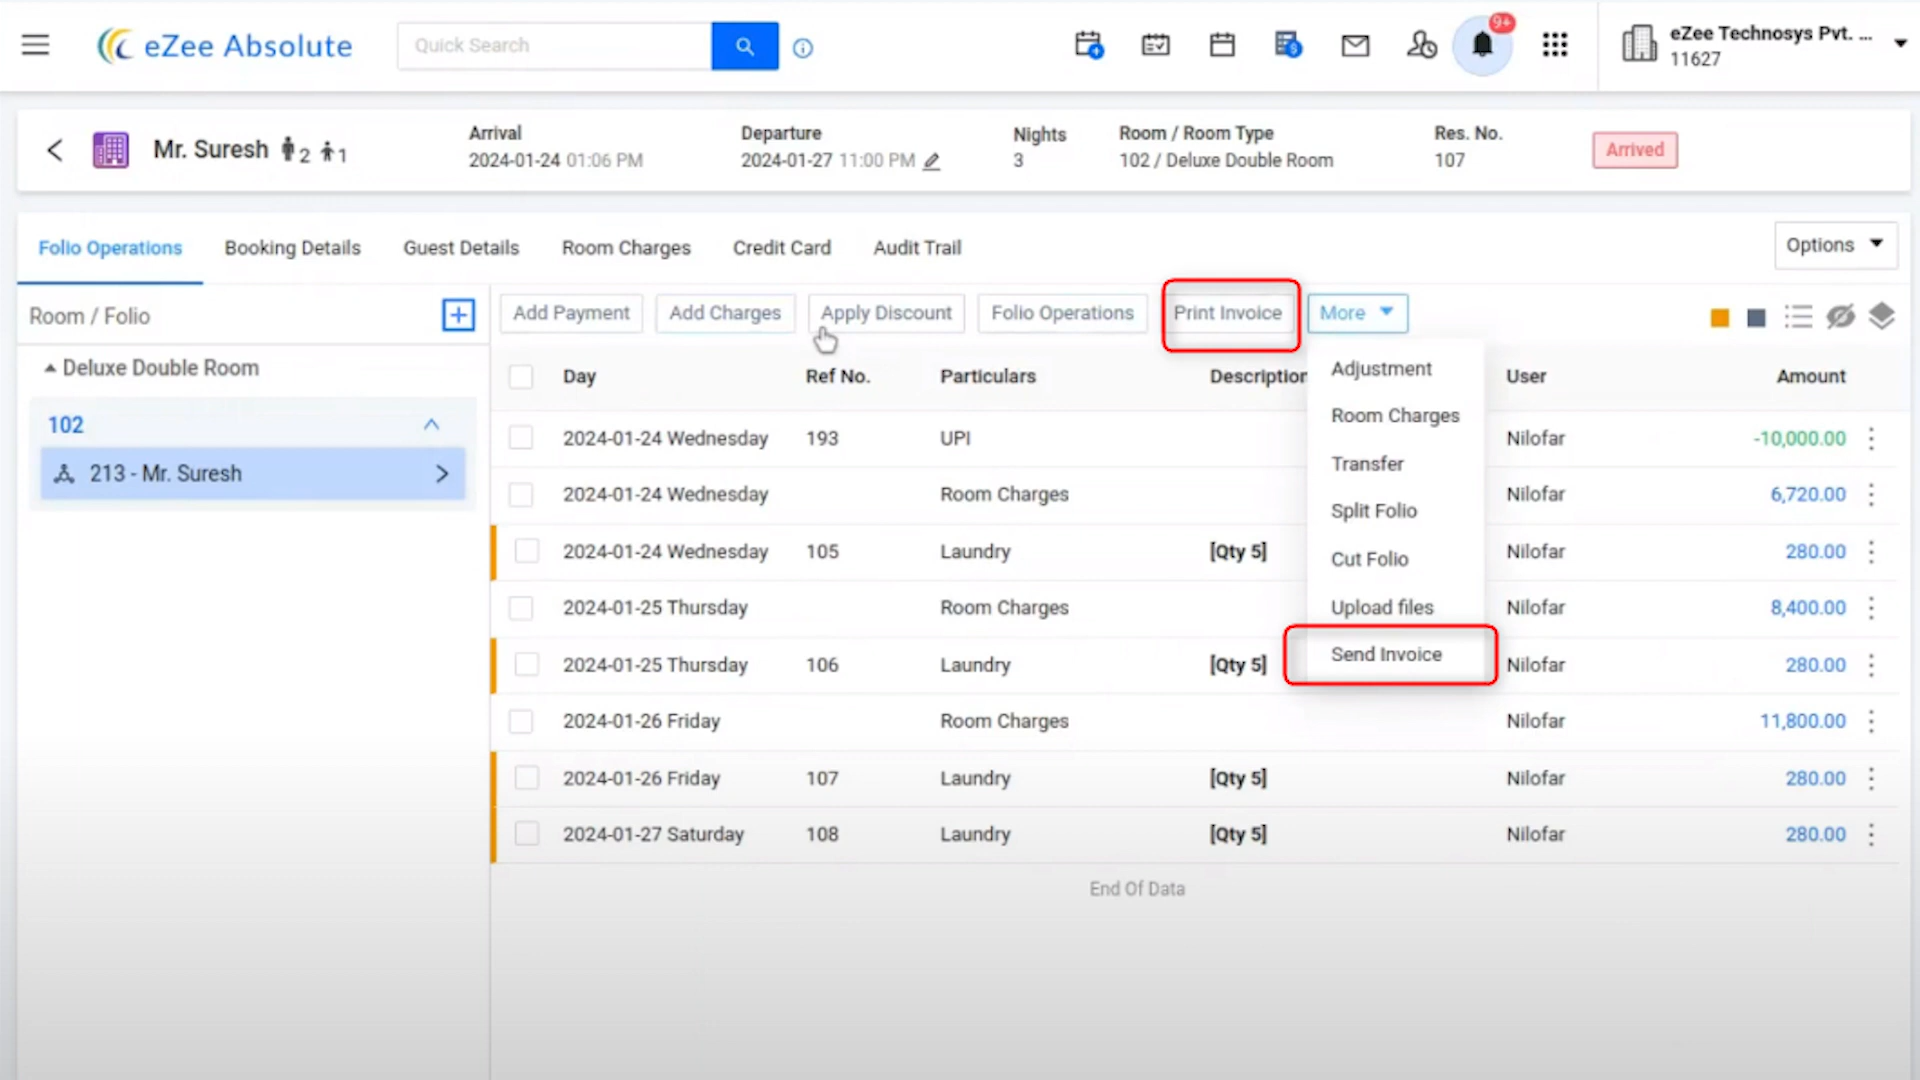 eZee Absolute
Quick Search
9+
eZee Technosys Pvt. ...
11627
Mr. Suresh 2 1
Arrival
2024-01-24 01:06 PM
Departure
2024-01-27 11:00 PM
Nights
3
Room / Room Type
102 / Deluxe Double Room
Res. No.
107
Arrived
Folio Operations Booking Details Guest Details Room Charges Credit Card Audit Trail
Options
Room / Folio
Add Payment Add Charges Apply Discount Folio Operations Print Invoice More
Deluxe Double Room
102
213 - Mr. Suresh
Day Ref No. Particulars Description User Amount
2024-01-24 Wednesday 193 UPI Nilofar -10,000.00
2024-01-24 Wednesday Room Charges Nilofar 6,720.00
2024-01-24 Wednesday 105 Laundry [Qty 5] Nilofar 280.00
2024-01-25 Thursday Room Charges Nilofar 8,400.00
2024-01-25 Thursday 106 Laundry [Qty 5] Nilofar 280.00
2024-01-26 Friday Room Charges Nilofar 11,800.00
2024-01-26 Friday 107 Laundry [Qty 5] Nilofar 280.00
2024-01-27 Saturday 108 Laundry [Qty 5] Nilofar 280.00
End Of Data
Adjustment
Room Charges
Transfer
Split Folio
Cut Folio
Upload files
Send Invoice